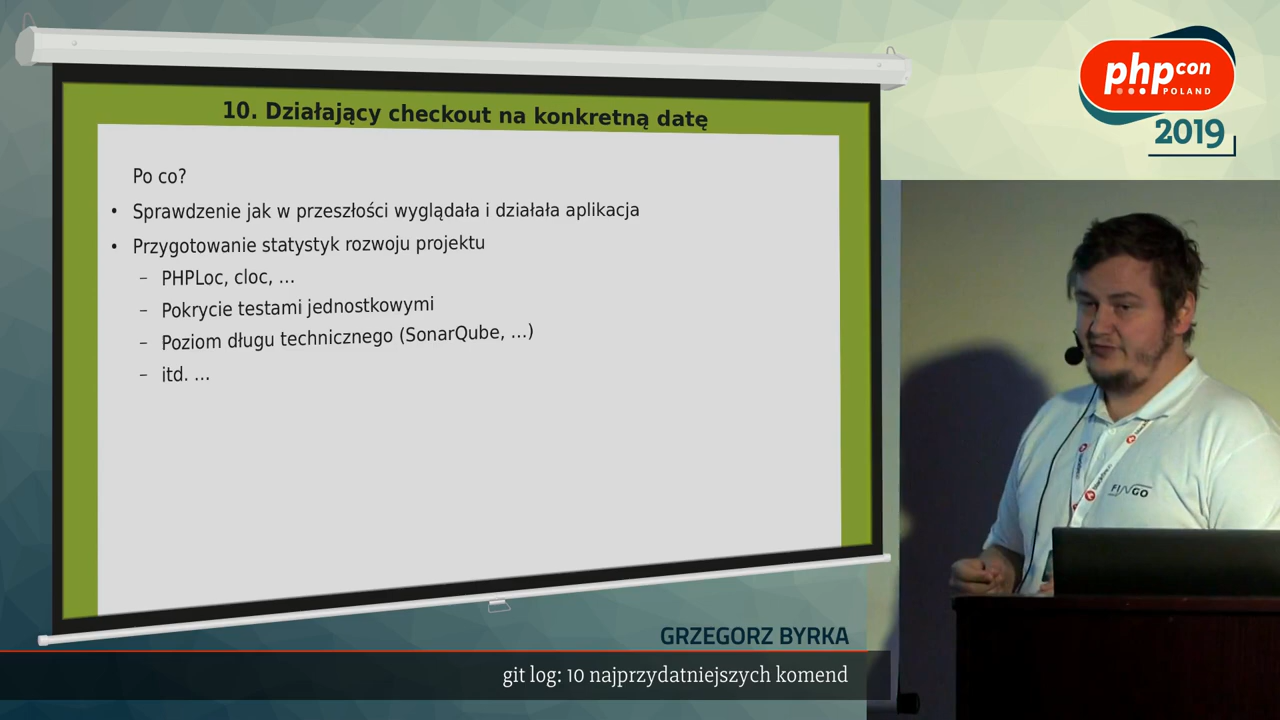 10. Działający checkout na konkretną datę
Po co?
• Sprawdzenie jak w przeszłości wyglądała i działała aplikacja
• Przygotowanie statystyk rozwoju projektu
– PHPLoc, cloc, ...
– Pokrycie testami jednostkowymi
– Poziom długu technicznego (SonarQube, ...)
– itd. ...
php con
POLAND
2019
FINGO
GRZEGORZ BYRKA
git log: 10 najprzydatniejszych komend